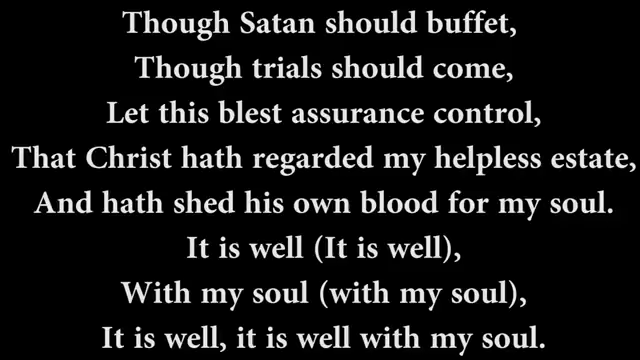 Though Satan should buffet,
Though trials should come,
Let this blest assurance control,
That Christ hath regarded my helpless estate,
And hath shed his own blood for my soul.
It is well (It is well),
With my soul (with my soul),
It is well, it is well with my soul.